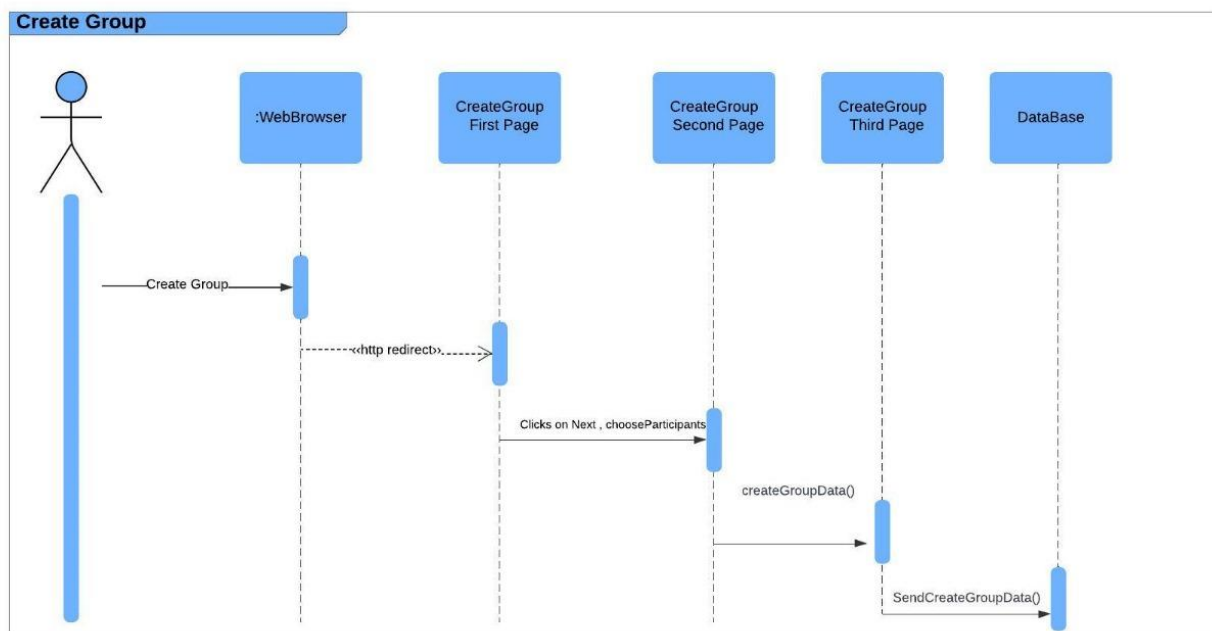 Create Group
:WebBrowser
CreateGroup
First Page
CreateGroup
Second Page
CreateGroup
Third Page
DataBase
Create Group
‹‹http redirect››
Clicks on Next , chooseParticipants
createGroupData()
SendCreateGroupData()